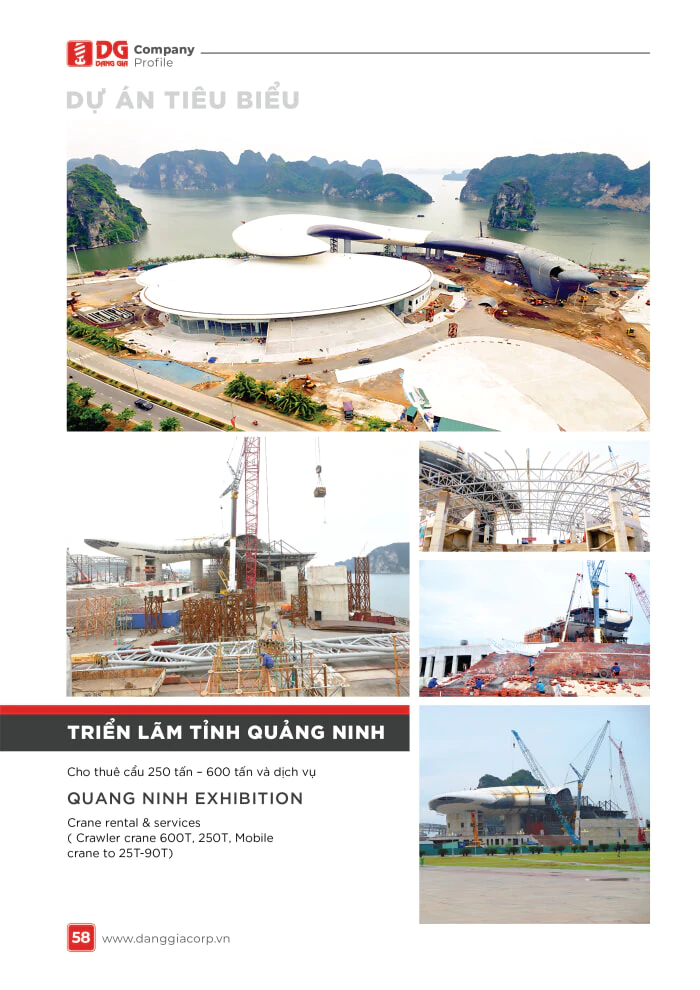 DG
DANG GIA
Company
Profile
DỰ ÁN TIÊU BIỂU
TRIỂN LÃM TỈNH QUẢNG NINH
Cho thuê cẩu 250 tấn – 600 tấn và dịch vụ
QUANG NINH EXHIBITION
Crane rental & services
( Crawler crane 600T, 250T, Mobile
crane to 25T-90T)
58
www.danggiacorp.vn